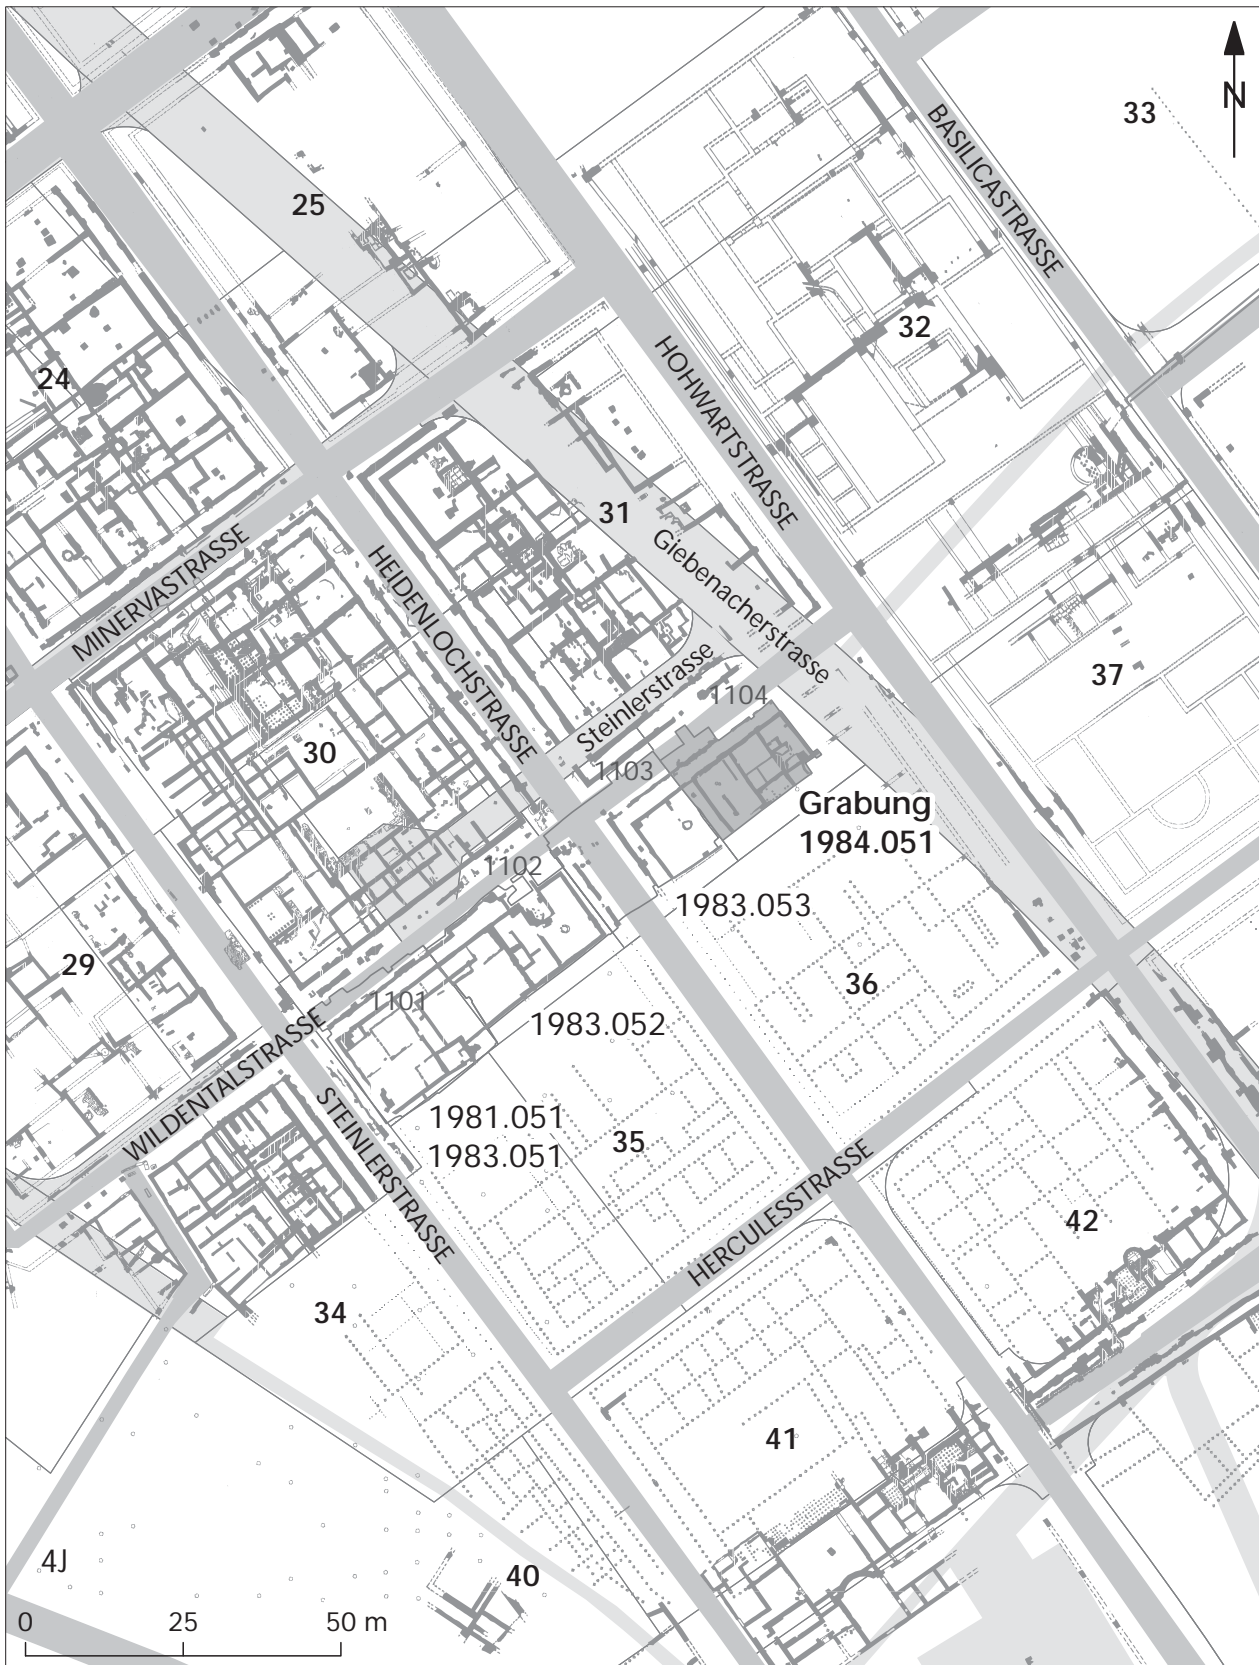 N
33
BASILICASTRASSE
25
32
24
HOHWARTSTRASSE
31
Giebenacherstrasse
MINERVASTRASSE
HEIDENLOCHSTRASSE
Steinlerstrasse
37
1104
30
1103
Grabung
1984.051
1102
1983.053
29
36
1101
1983.052
WILDENTALSTRASSE
STEINLERSTRASSE
1981.051
1983.051
35
HERCULESSTRASSE
42
34
41
4J
40
0 25 50 m